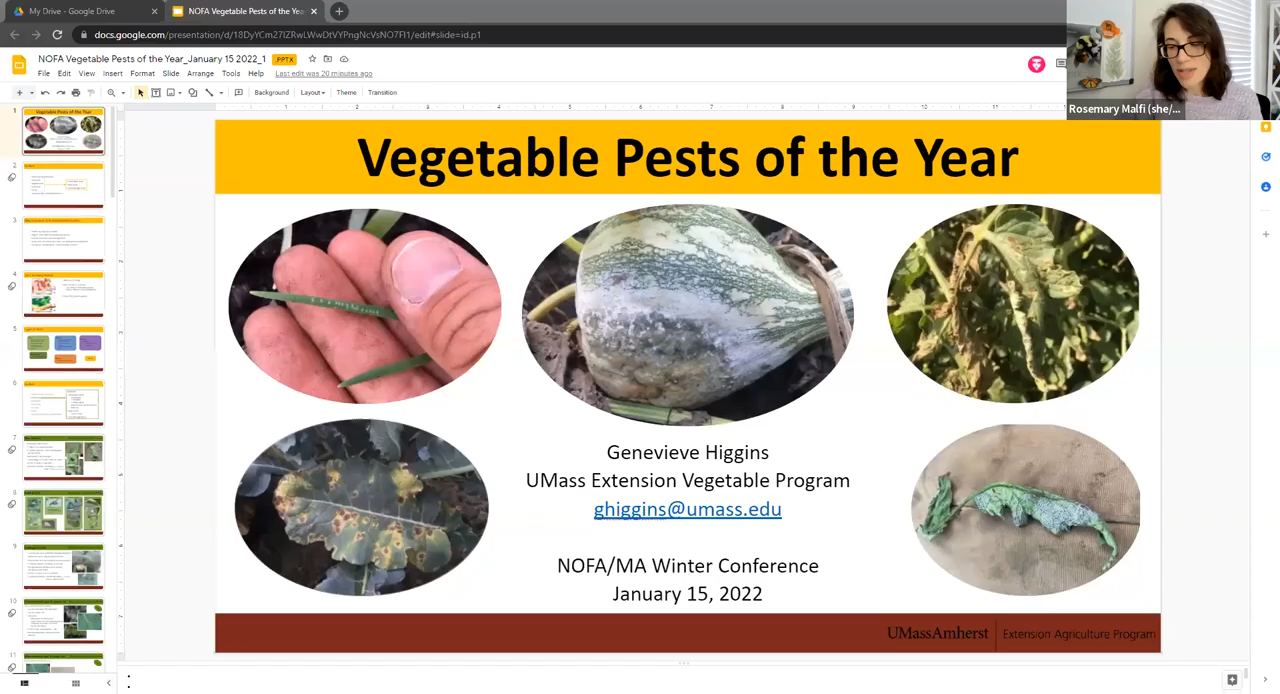 My Drive - Google Drive
NOFA Vegetable Pests of the Yea
docs.google.com/presentation/d/18DyYCm27IZRwLWwDtVYPngNcVsNO7Fl1/edit#slide=id.p1
NOFA Vegetable Pests of the Year_January 15 2022_1 .PPTX
File Edit View Insert Format Slide Arrange Tools Help Last edit was 20 minutes ago
Background Layout Theme Transition
Rosemary Malfi (she/...
Vegetable Pests of the Year
Genevieve Higgins
UMass Extension Vegetable Program
ghiggins@umass.edu
NOFA/MA Winter Conference
January 15, 2022
UMassAmherst Extension Agriculture Program